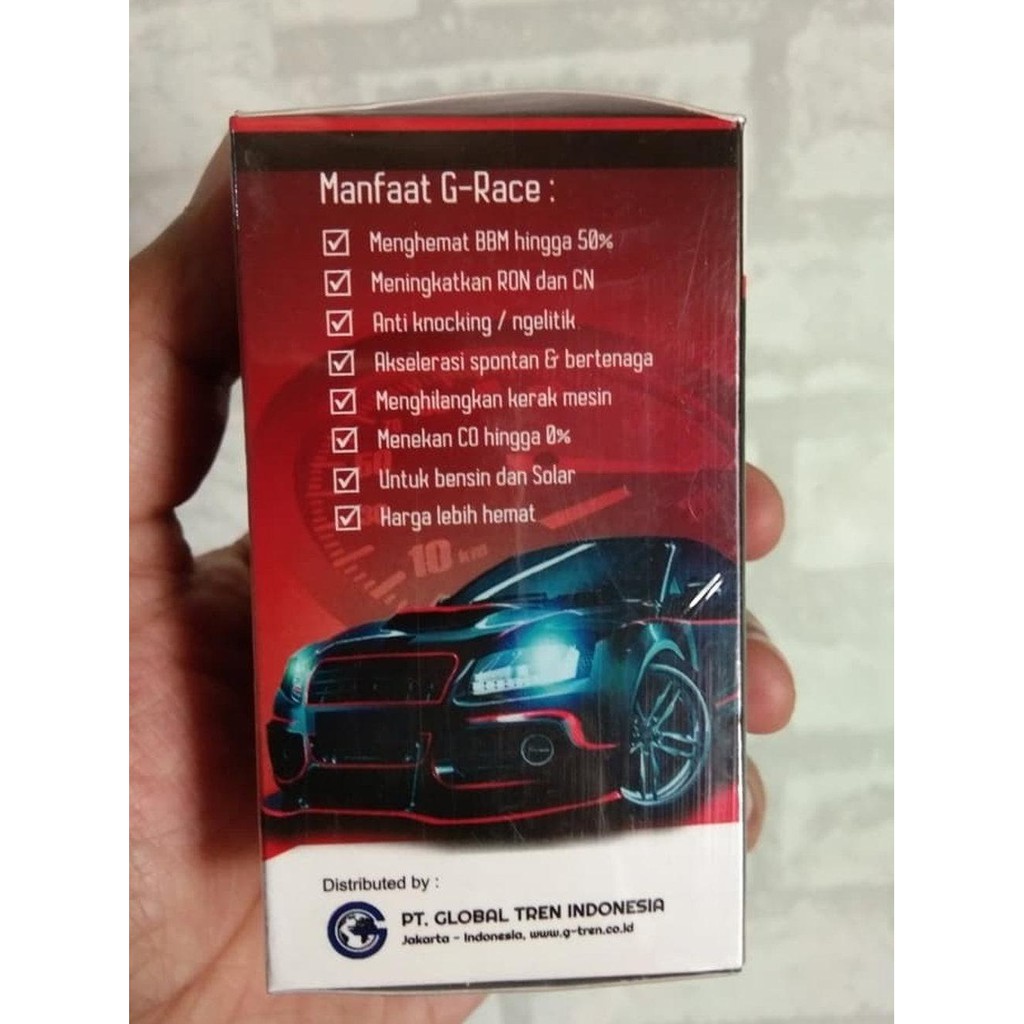 Manfaat G-Race :
Menghemat BBM hingga 50%
Meningkatkan RON dan CN
Anti knocking / ngelitik
Akselerasi spontan & bertenaga
Menghilangkan kerak mesin
Menekan CO hingga 0%
Untuk bensin dan Solar
Harga lebih hemat
10 km
Distributed by :
PT. GLOBAL TREN INDONESIA
Jakarta - Indonesia, www.g-tren.co.id